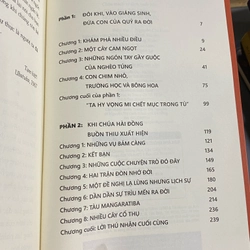 PHẦN 1: ĐÔI KHI, VÀO GIÁNG SINH,
ĐỨA CON CỦA QUỶ RA ĐỜI 7
Chương 1: KHÁM PHÁ NHIỀU ĐIỀU 9
Chương 2: MỘT CÂY CAM NGỌT 24
Chương 3: NHỮNG NGÓN TAY GẦY GUỘC
CỦA NGHÈO TÚNG 41
Chương 4: CON CHIM NHỎ,
TRƯỜNG HỌC VÀ BÔNG HOA 75
Chương cuối của phần 1:
"TA HY VỌNG MI CHẾT MỤC TRONG TÙ" 99
PHẦN 2: KHI CHÚA HÀI ĐỒNG
BUỒN THIU XUẤT HIỆN 119
Chương 1: NHỮNG VỤ BÁM CÀNG 121
Chương 2: KẾT BẠN 134
Chương 3: NHỮNG CUỘC CHUYỆN TRÒ ĐÓ ĐÂY 147
Chương 4: HAI TRẬN ĐÒN NHỚ ĐỜI 163
Chương 5: MỘT ĐỀ NGHỊ LẠ LÙNG NHƯNG LỊCH SỰ 179
Chương 6: DẦN DẦN SỰ TRÌU MẾN RA ĐỜI 200
Chương 7: TÀU MANGARATIBA 209
Chương 8: NHIỀU CÂY CỔ THỤ 230
Chương cuối: LỜI THÚ NHẬN CUỐI CÙNG 239